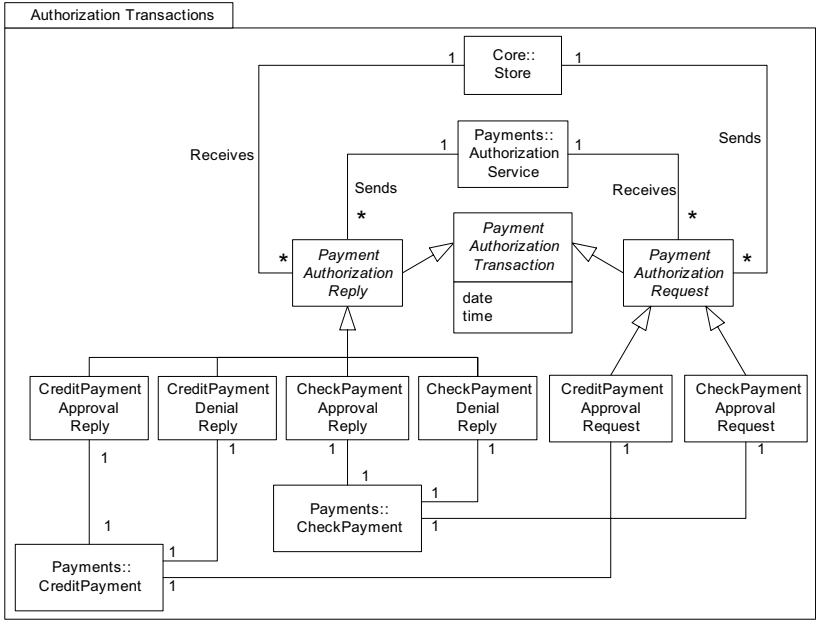 Authorization Transactions
Core::
Store
1
1
Receives
Sends
Payments::
Authorization
Service
1
1
Sends
Receives
*
*
*
*
Payment
Authorization
Reply
Payment
Authorization
Transaction
date
time
Payment
Authorization
Request
CreditPayment
Approval
Reply
CreditPayment
Denial
Reply
CheckPayment
Approval
Reply
CheckPayment
Denial
Reply
CreditPayment
Approval
Request
CheckPayment
Approval
Request
1
1
1
1
1
1
1
1
1
Payments::
CheckPayment
1
1
1
Payments::
CreditPayment